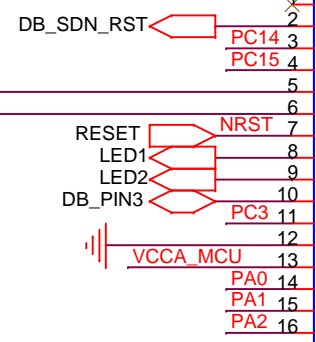 DB_SDN_RST 2
PC14 3
PC15 4
5
6
RESET NRST 7
LED1 8
LED2 9
DB_PIN3 10
PC3 11
12
VCCA_MCU 13
PA0 14
PA1 15
PA2 16